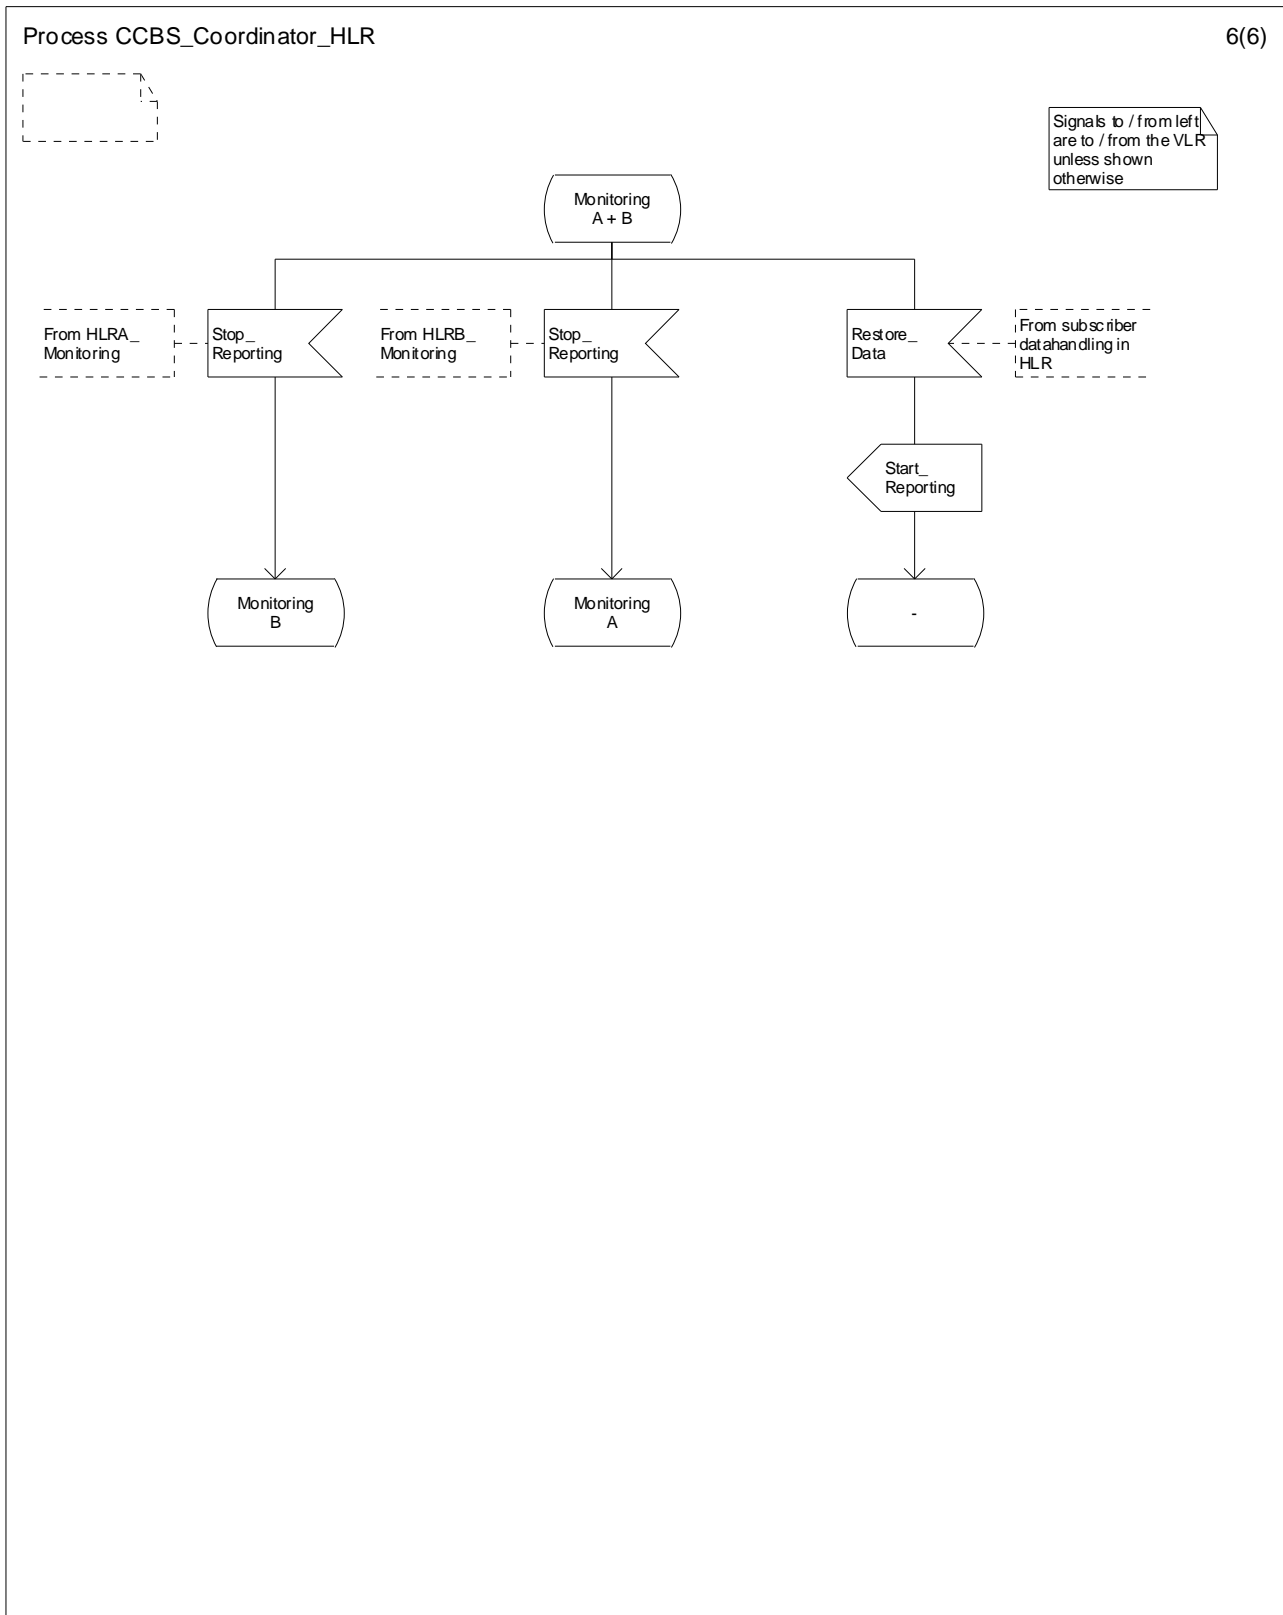 Process CCBS_Coordinator_HLR
6(6)
Signals to / from left
are to / from the VLR
unless shown
otherwise
Monitoring
A + B
From HLRA_
Monitoring
Stop_
Reporting
From HLRB_
Monitoring
Stop_
Reporting
Restore_
Data
From subscriber
datahandling in
HLR
Start_
Reporting
Monitoring
B
Monitoring
A
-